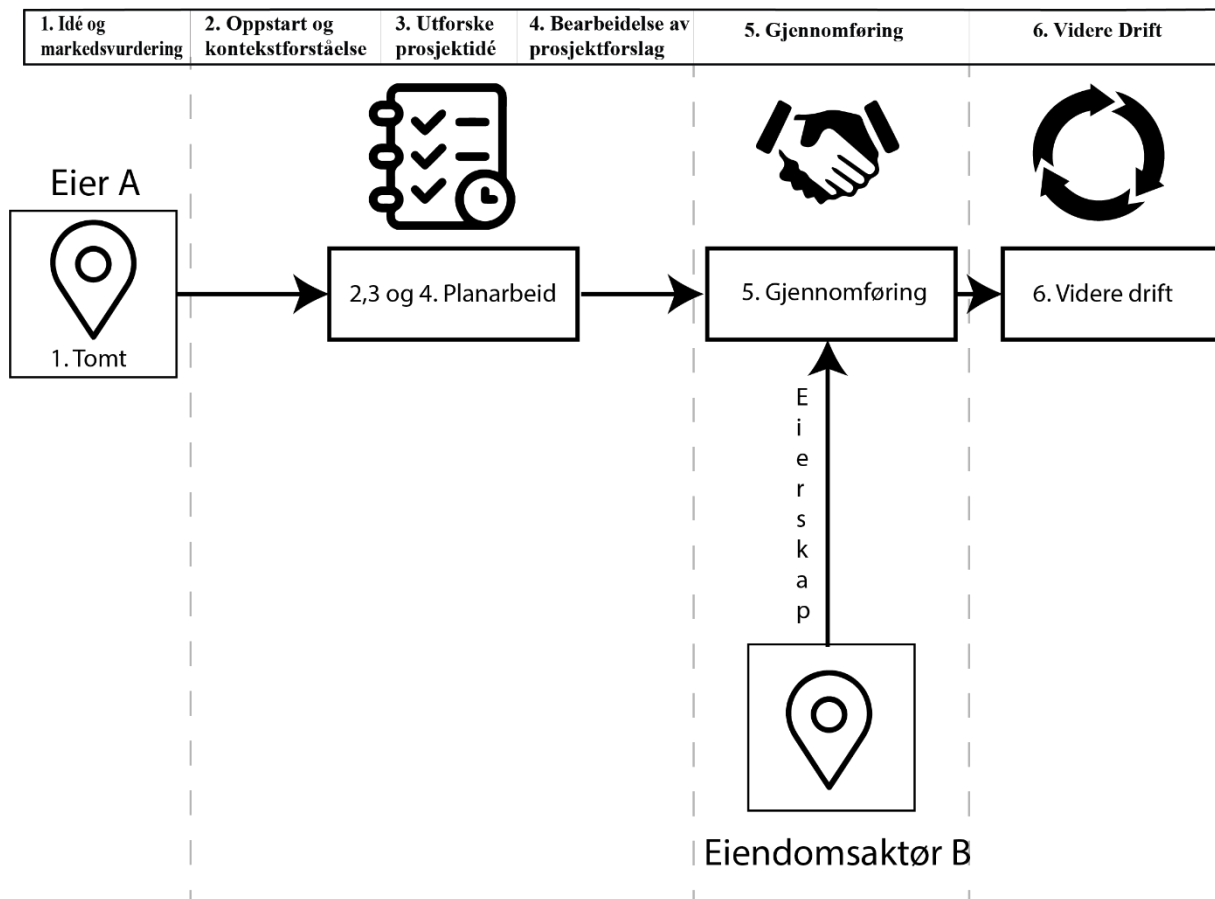 1. Idé og
markedsvurdering
2. Oppstart og
kontekstforståelse
3. Utforske
prosjektidé
4. Bearbeidelse av
prosjektforslag
5. Gjennomføring
6. Videre Drift
Eier A
1. Tomt
2,3 og 4. Planarbeid
5. Gjennomføring
6. Videre drift
Eierskap
Eiendomsaktør B